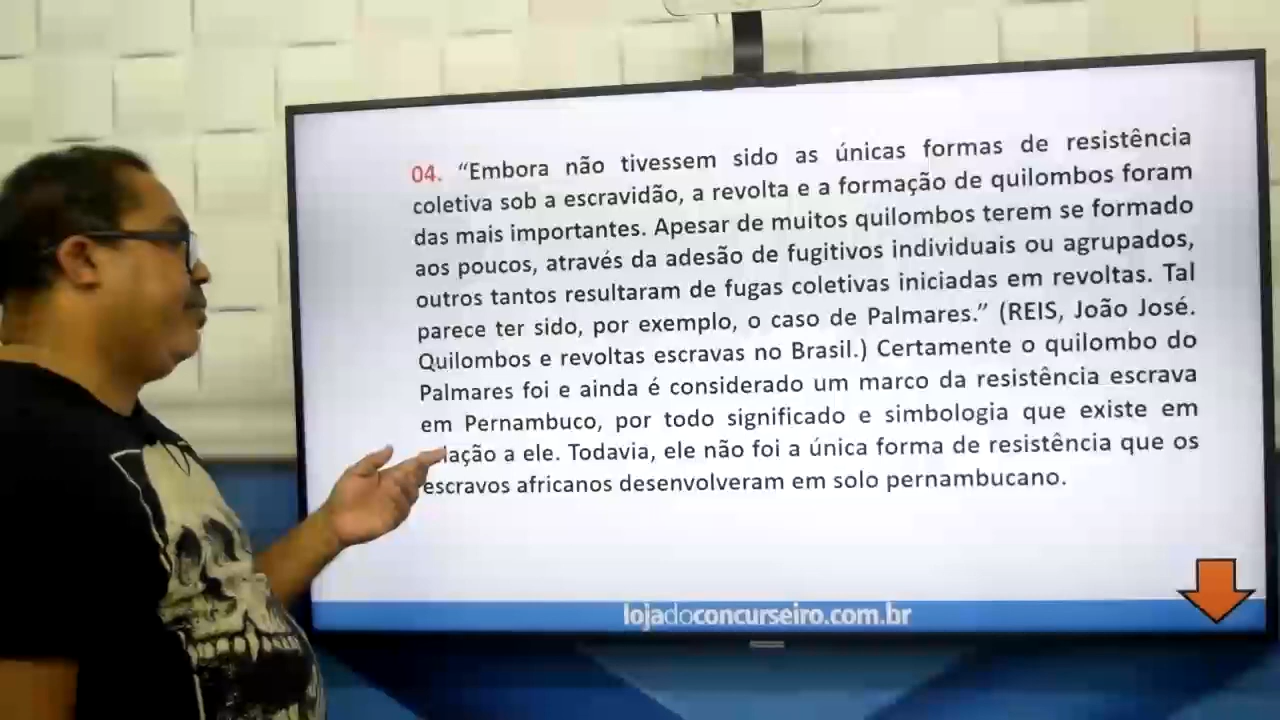 04. “Embora não tivessem sido as únicas formas de resistência
coletiva sob a escravidão, a revolta e a formação de quilombos foram
das mais importantes. Apesar de muitos quilombos terem se formado
aos poucos, através da adesão de fugitivos individuais ou agrupados,
outros tantos resultaram de fugas coletivas iniciadas em revoltas. Tal
parece ter sido, por exemplo, o caso de Palmares.” (REIS, João José.
Quilombos e revoltas escravas no Brasil.) Certamente o quilombo do
Palmares foi e ainda é considerado um marco da resistência escrava
em Pernambuco, por todo significado e simbologia que existe em
a ele. Todavia, ele não foi a única forma de resistência que os
escravos africanos desenvolveram em solo pernambucano.
lojadoconcurseiro.com.br